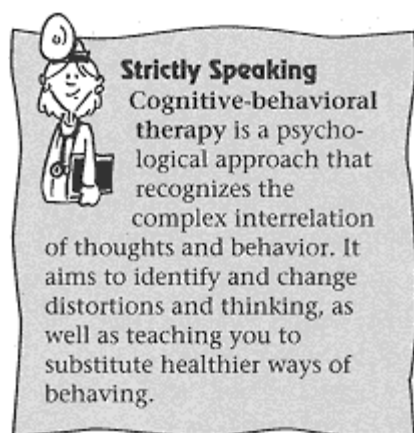 Strictly Speaking
Cognitive-behavioral
therapy is a psycho-
logical approach that
recognizes the
complex interrelation
of thoughts and behavior. It
aims to identify and change
distortions and thinking, as
well as teaching you to
substitute healthier ways of
behaving.